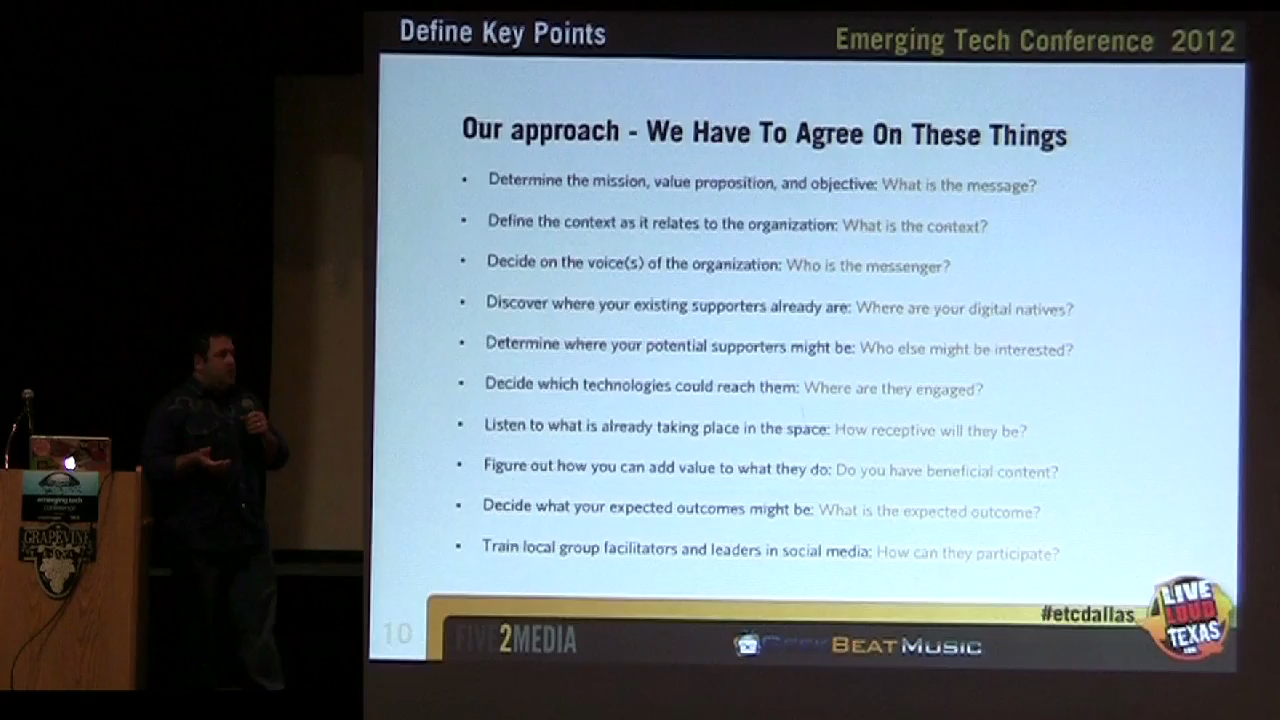 Define Key Points
Emerging Tech Conference 2012
Our approach - We Have To Agree On These Things
• Determine the mission, value proposition, and objective: What is the message?
• Define the context as it relates to the organization: What is the context?
• Decide on the voice(s) of the organization: Who is the messenger?
• Discover where your existing supporters already are: Where are your digital natives?
• Determine where your potential supporters might be: Who else might be interested?
• Decide which technologies could reach them: Where are they engaged?
• Listen to what is already taking place in the space: How receptive will they be?
• Figure out how you can add value to what they do: Do you have beneficial content?
• Decide what your expected outcomes might be: What is the expected outcome?
• Train local group facilitators and leaders in social media: How can they participate?
#etcdallas
LIVE
LOUD
TEXAS
10
FIVE2MEDIA
GEEKBEATMUSIC
emerging tech
conference
GRAPEVINE